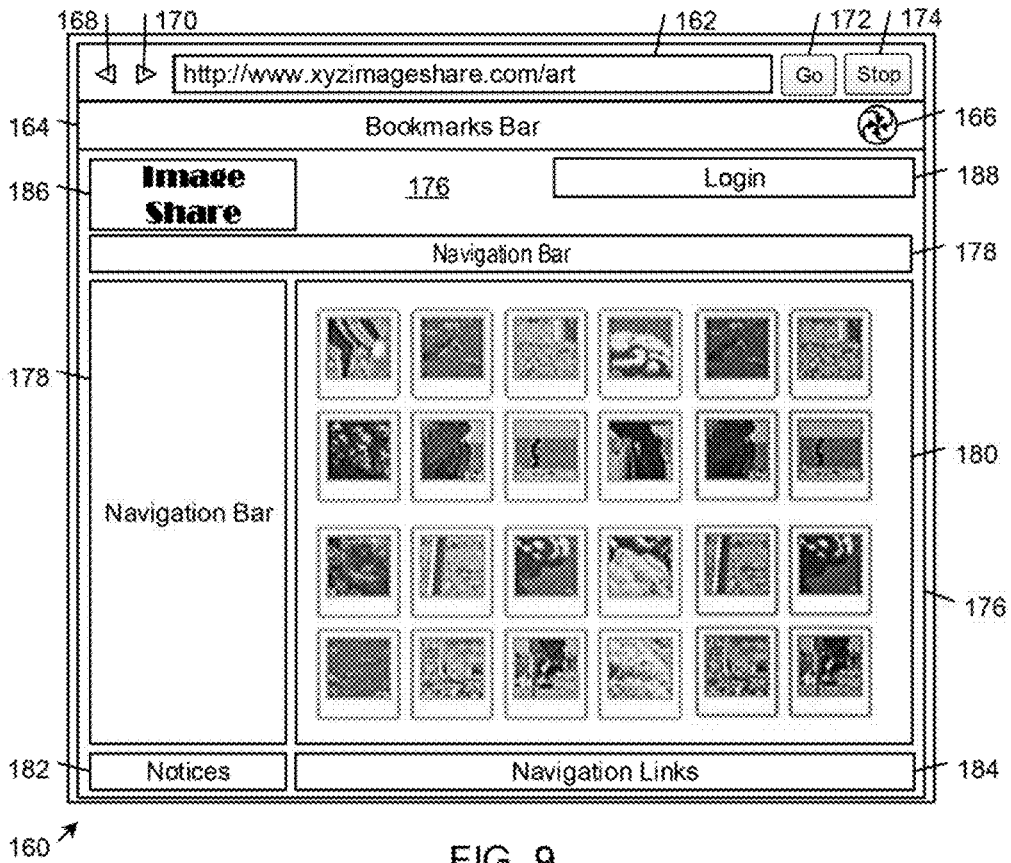 168 170 162 172 174
http://www.xyzimageshare.com/art Go Stop
164 Bookmarks Bar 166
186 Image 176 Login 188
Share
Navigation Bar 178
178
180
Navigation Bar
176
182 Notices Navigation Links 184
160
FIG. 9